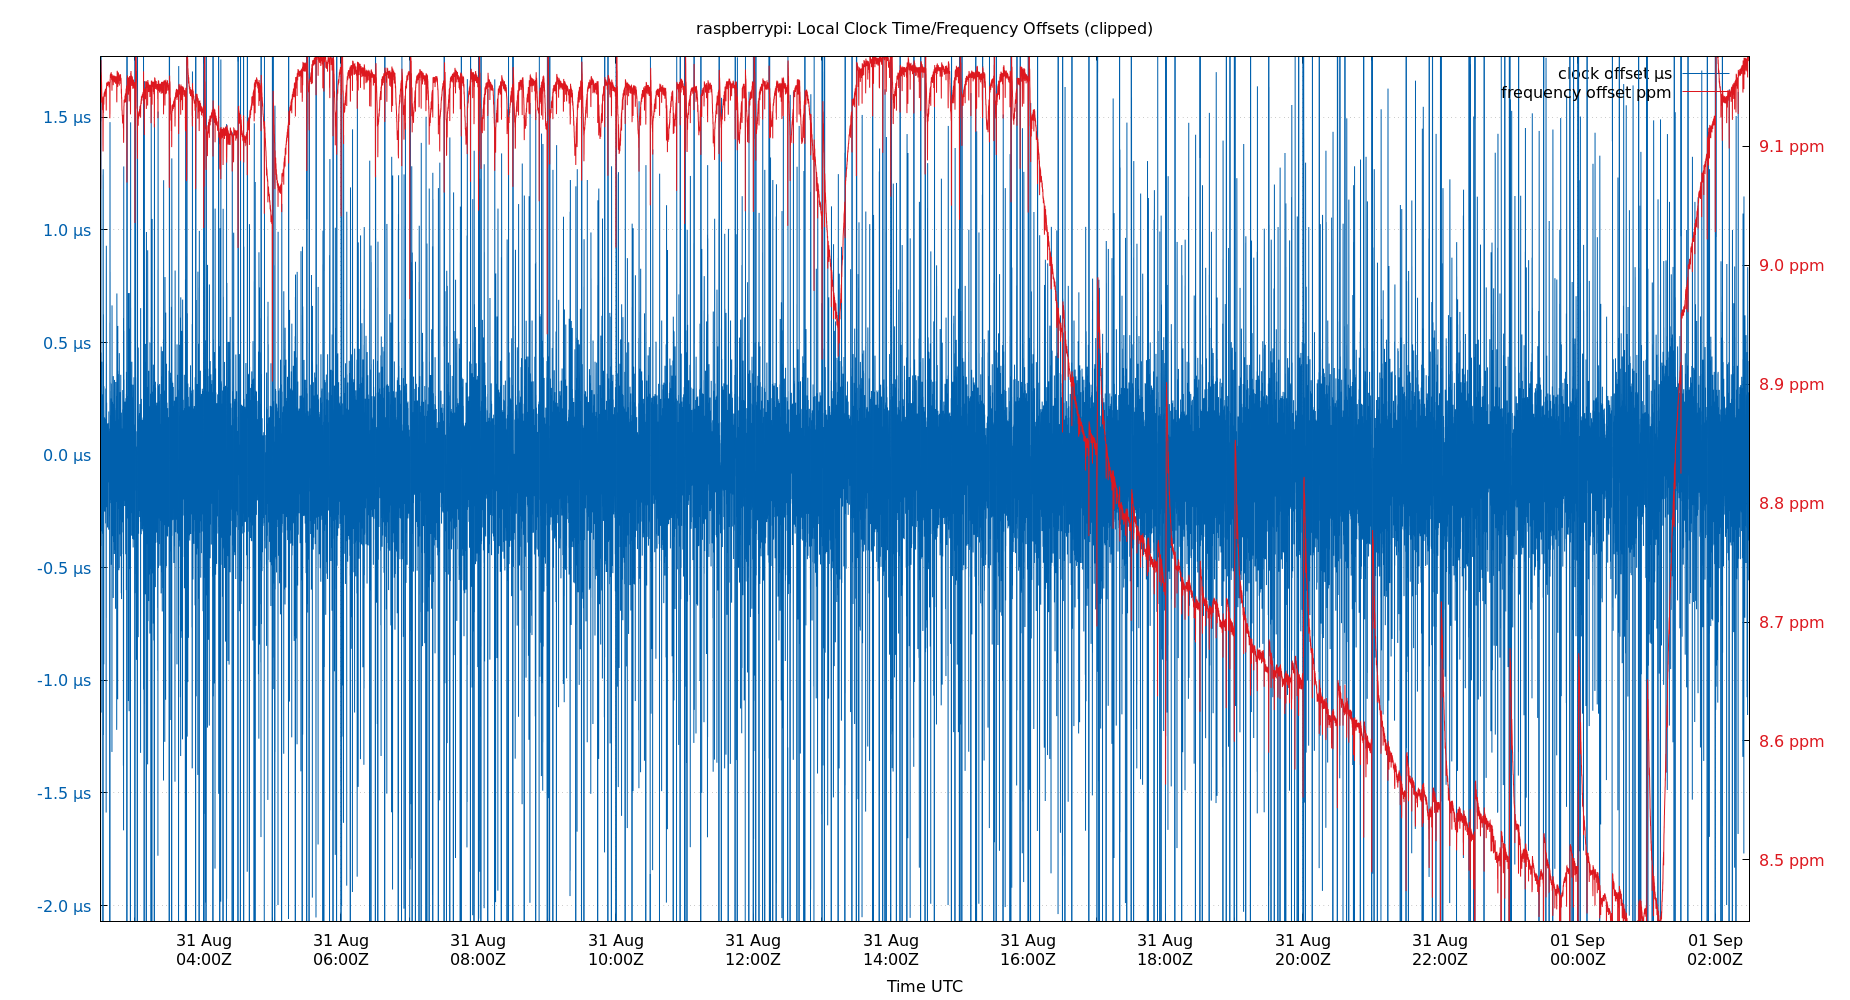 raspberrypi: Local Clock Time/Frequency Offsets (clipped)
clock offset µs
frequency offset ppm
1.5 µs
1.0 µs
0.5 µs
0.0 µs
-0.5 µs
-1.0 µs
-1.5 µs
-2.0 µs
9.1 ppm
9.0 ppm
8.9 ppm
8.8 ppm
8.7 ppm
8.6 ppm
8.5 ppm
31 Aug 31 Aug 31 Aug 31 Aug 31 Aug 31 Aug 31 Aug 31 Aug 31 Aug 31 Aug 01 Sep 01 Sep
04:00Z 06:00Z 08:00Z 10:00Z 12:00Z 14:00Z 16:00Z 18:00Z 20:00Z 22:00Z 00:00Z 02:00Z
Time UTC